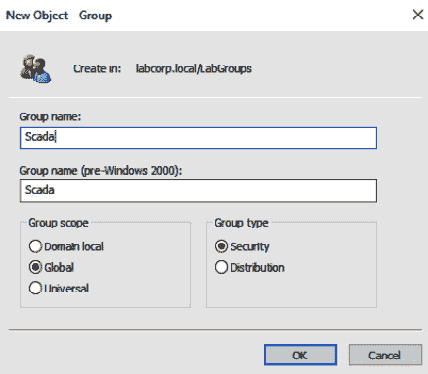 New Object   Group
Create in:   labcorp.local/LabGroups
Group name:
Scada
Group name (pre-Windows 2000):
Scada
Group scope
Domain local
Global
Universal
Group type
Security
Distribution
OK
Cancel